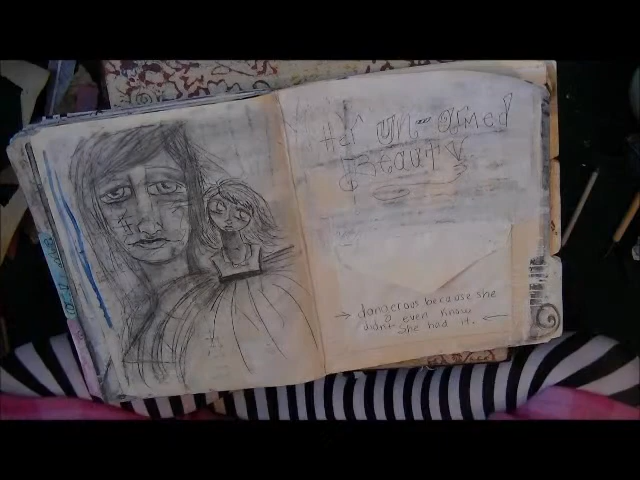 Her un-armed
Beauty.
dangerous because she
didn't even know
she had it.